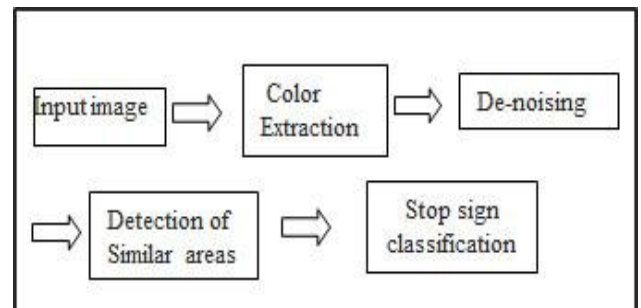 Input image
Color
Extraction
De-noising
Detection of
Similar areas
Stop sign
classification